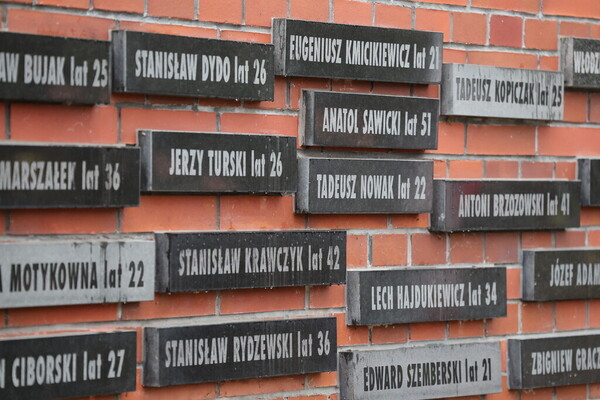 EUGENIUSZ KMICIKIEWICZ lat 21
STANISŁAW DYDO lat 26
BUJAK lat 25
TADEUSZ KOPICZAK lat 25
ANATOL SAWICKI lat 51
JERZY TURSKI lat 26
MARSZAŁEK lat 36
TADEUSZ NOWAK lat 22
ANTONI BRZOZOWSKI lat 41
STANISŁAW KRAWCZYK lat 42
MOTYKOWNA lat 22
JÓZEF ADAM
LECH HAJDUKIEWICZ lat 34
STANISŁAW RYDZEWSKI lat 36
CIBORSKI lat 27
EDWARD SZEMBERSKI lat 21
ZBIGNIEW GRACZ